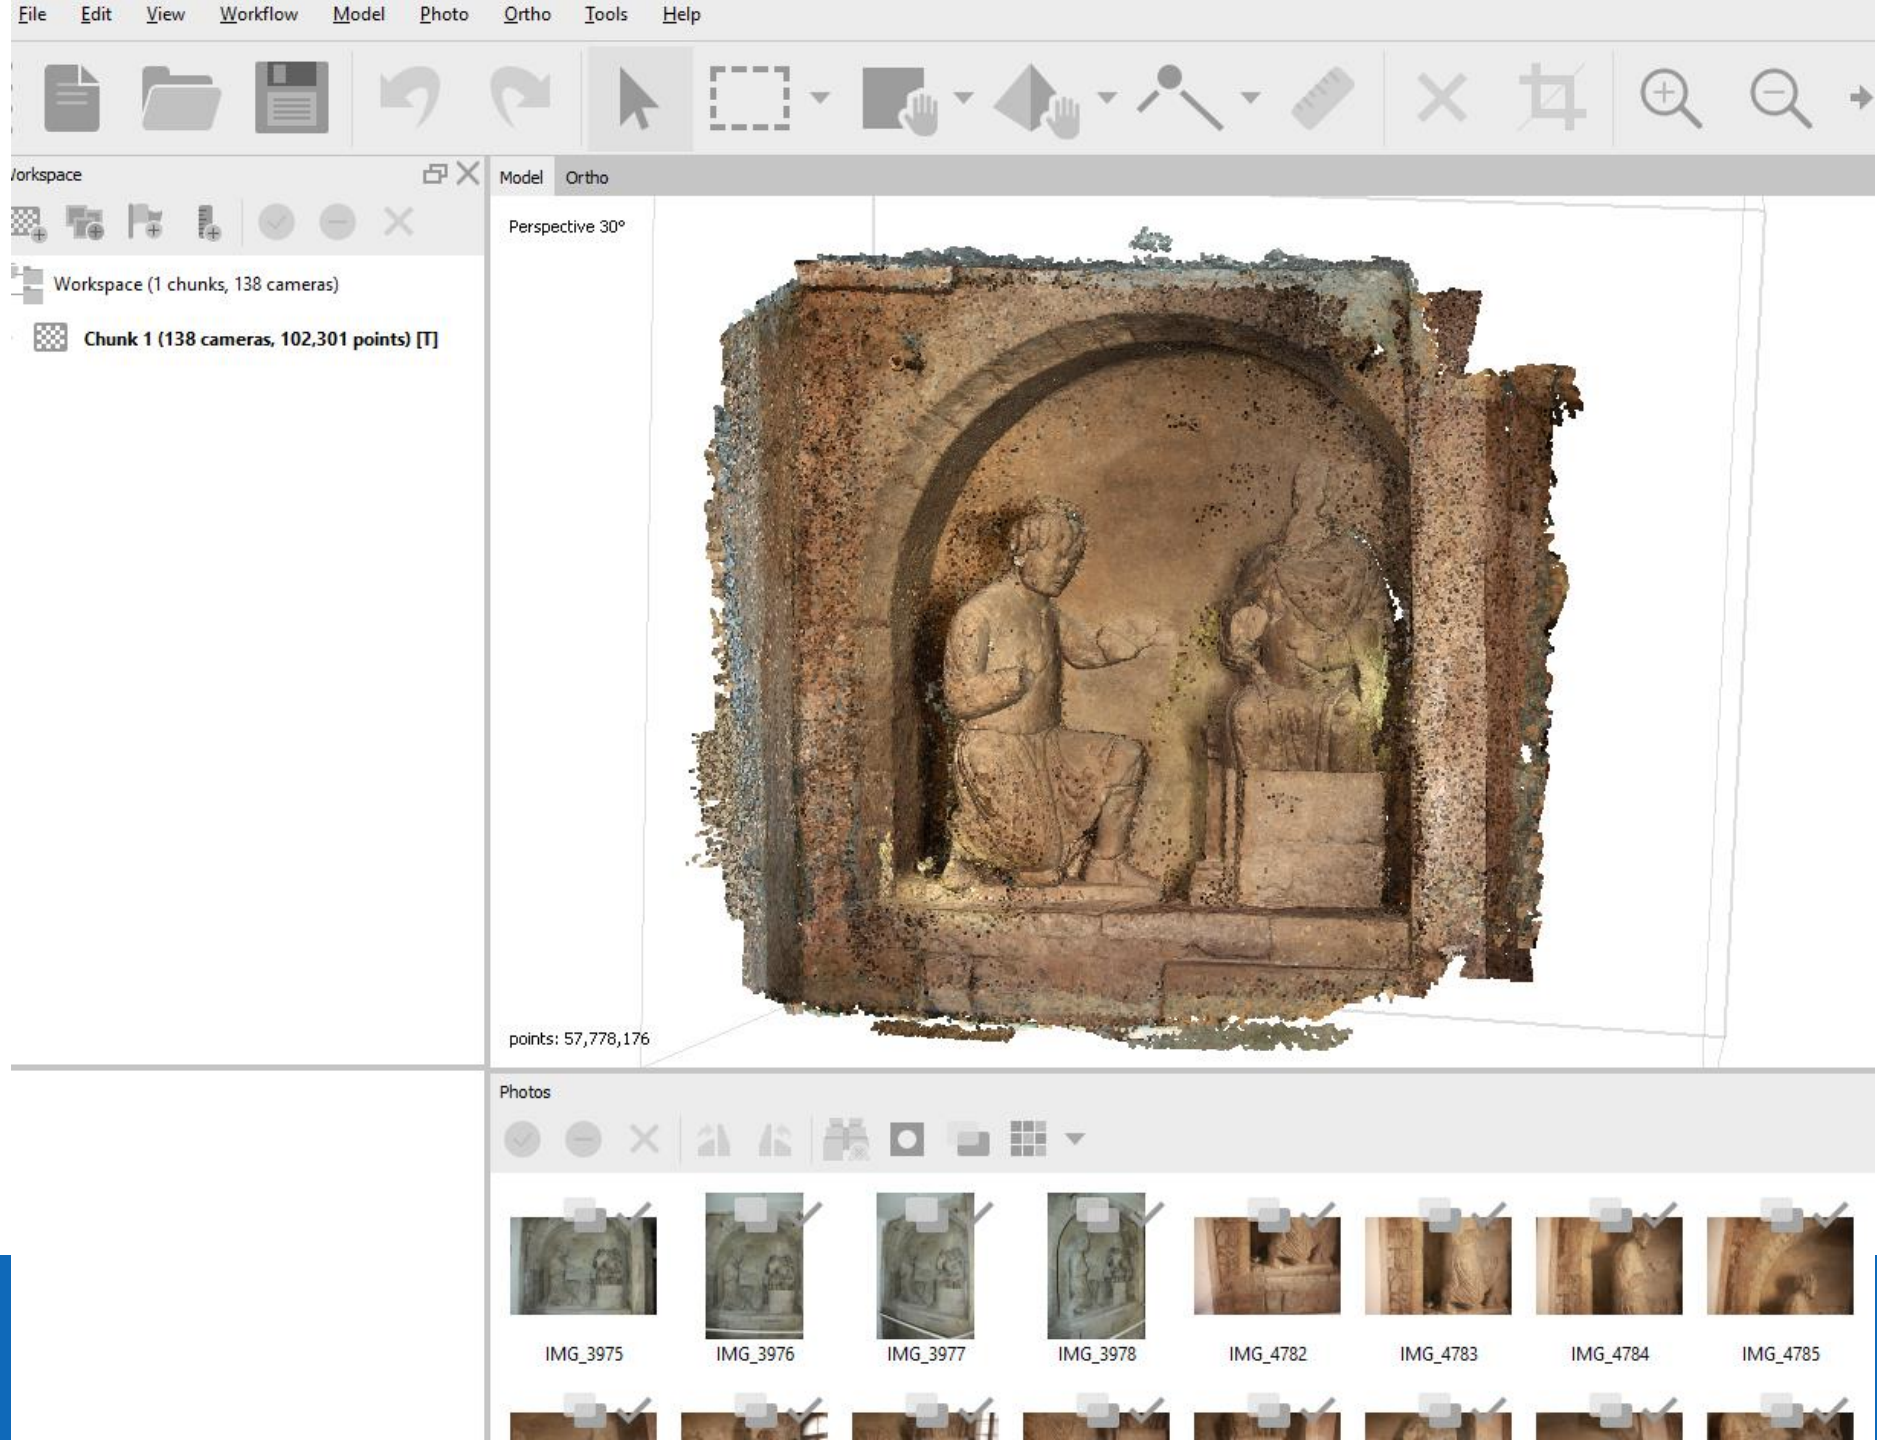 File Edit View Workflow Model Photo Ortho Tools Help
Workspace
Model Ortho
Perspective 30°
Workspace (1 chunks, 138 cameras)
Chunk 1 (138 cameras, 102,301 points) [T]
points: 57,778,176
Photos
IMG_3975 IMG_3976 IMG_3977 IMG_3978 IMG_4782 IMG_4783 IMG_4784 IMG_4785